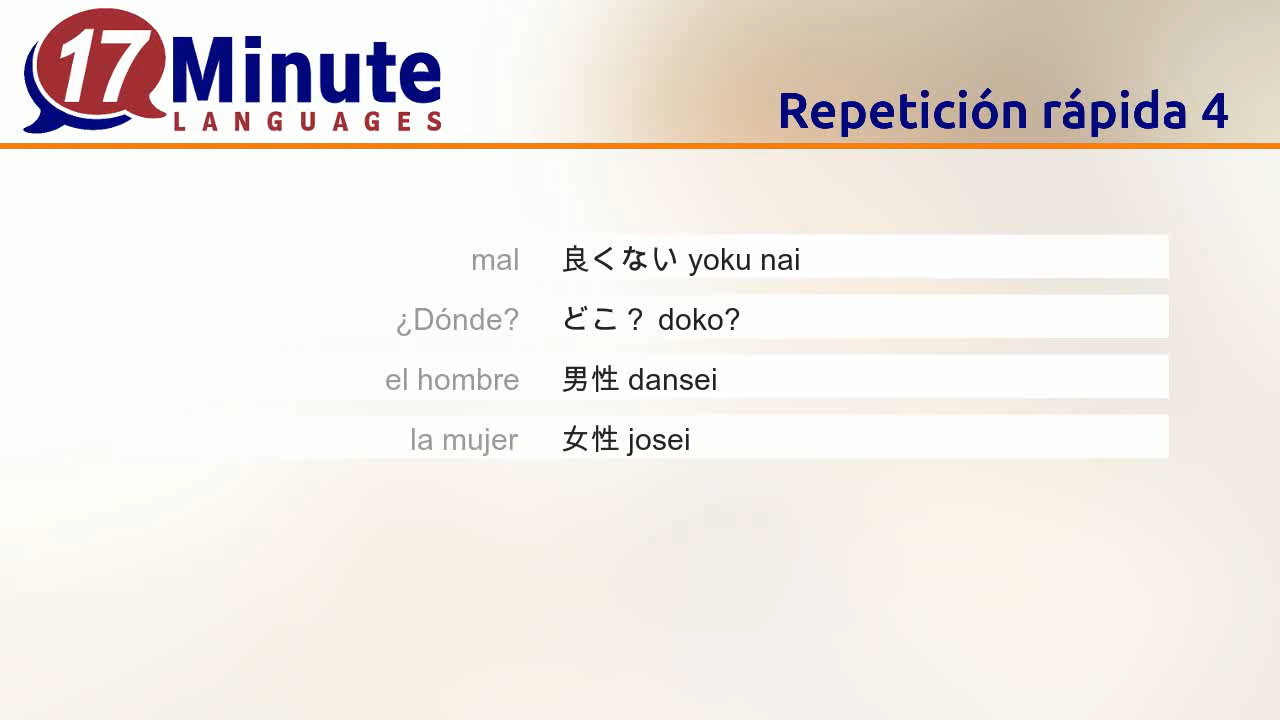 17 Minute
LANGUAGES
Repetición rápida 4
mal 良くない yoku nai
¿Dónde? どこ？ doko?
el hombre 男性 dansei
la mujer 女性 josei